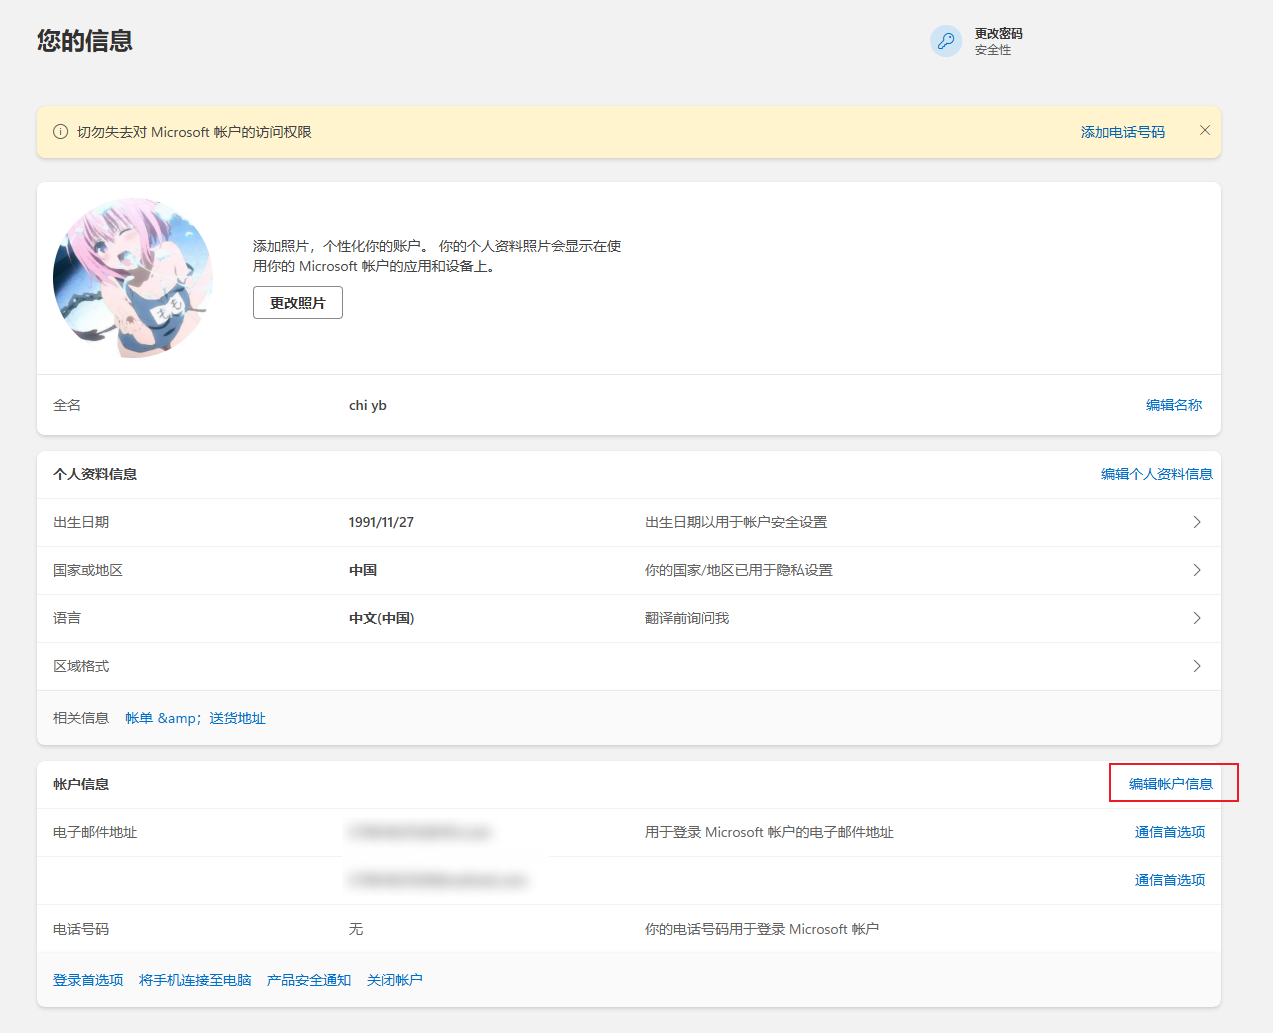 您的信息
更改密码
安全性
切勿失去对 Microsoft 帐户的访问权限
添加电话号码
添加照片，个性化你的账户。 你的个人资料照片会显示在使
用你的 Microsoft 帐户的应用和设备上。
更改照片
全名
chi yb
编辑名称
个人资料信息
编辑个人资料信息
出生日期
1991/11/27
出生日期以用于帐户安全设置
国家或地区
中国
你的国家/地区已用于隐私设置
语言
中文(中国)
翻译前询问我
区域格式
相关信息
帐单 &amp; 送货地址
帐户信息
编辑帐户信息
电子邮件地址
用于登录 Microsoft 帐户的电子邮件地址
通信首选项
通信首选项
电话号码
无
你的电话号码用于登录 Microsoft 帐户
登录首选项
将手机连接至电脑
产品安全通知
关闭帐户